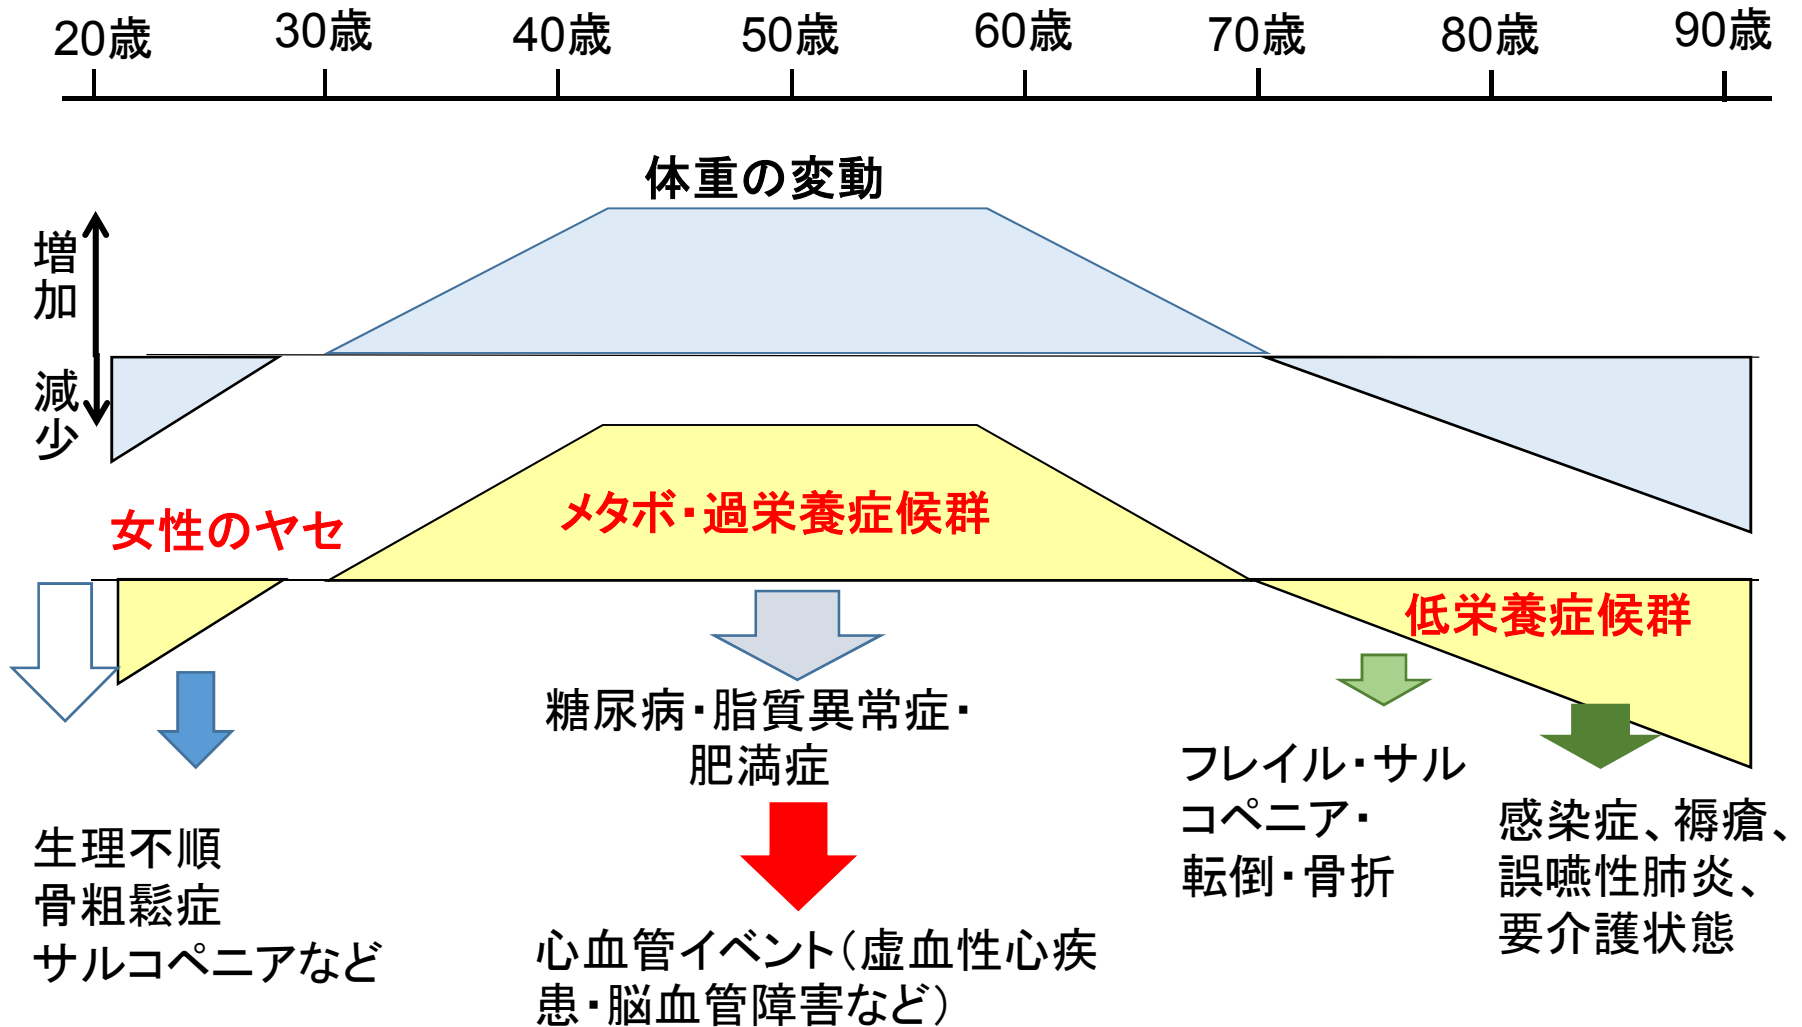 20歳 30歳 40歳 50歳 60歳 70歳 80歳 90歳
体重の変動
増加
減少
女性のヤセ
メタボ・過栄養症候群
低栄養症候群
糖尿病・脂質異常症・
肥満症
フレイル・サル
コペニア・
転倒・骨折
感染症、褥瘡、
誤嚥性肺炎、
要介護状態
生理不順
骨粗鬆症
サルコペニアなど
心血管イベント（虚血性心疾
患・脳血管障害など）